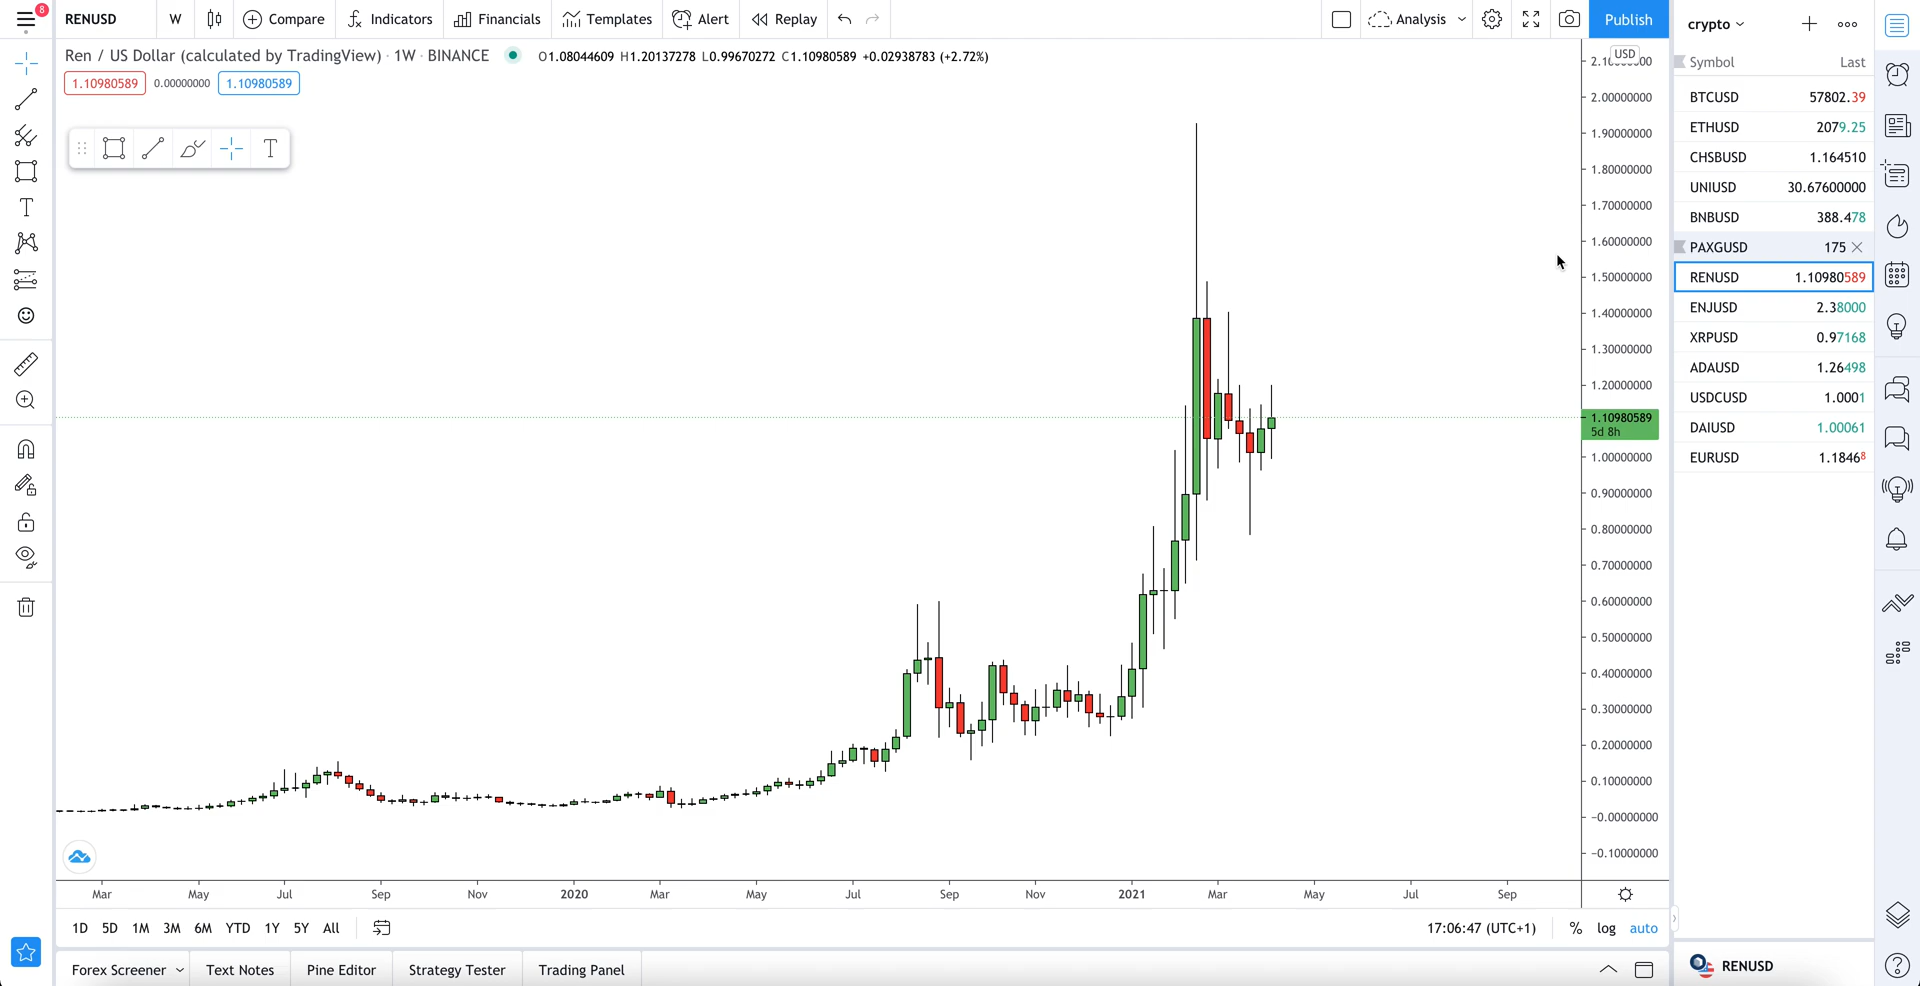 8
RENUSD
W
Compare
Indicators
Financials
Templates
Alert
Replay
Analysis
Publish
crypto
Ren / US Dollar (calculated by TradingView) · 1W · BINANCE
O1.08044609 H1.20137278 L0.99670272 C1.10980589 +0.02938783 (+2.72%)
1.10980589 0.00000000 1.10980589
T
T
USD
2.00000000
1.90000000
1.80000000
1.70000000
1.60000000
1.50000000
1.40000000
1.30000000
1.20000000
1.10980589
5d 8h
1.00000000
0.90000000
0.80000000
0.70000000
0.60000000
0.50000000
0.40000000
0.30000000
0.20000000
0.10000000
-0.00000000
-0.10000000
Symbol Last
BTCUSD 57802.39
ETHUSD 2079.25
CHSBUSD 1.164510
UNIUSD 30.67600000
BNBUSD 388.478
PAXGUSD 175
RENUSD 1.10980589
ENJUSD 2.38000
XRPUSD 0.97168
ADAUSD 1.26498
USDCUSD 1.0001
DAIUSD 1.00061
EURUSD 1.18468
Mar May Jul Sep Nov 2020 Mar May Jul Sep Nov 2021 Mar May Jul Sep
1D 5D 1M 3M 6M YTD 1Y 5Y All
17:06:47 (UTC+1) % log auto
Forex Screener Text Notes Pine Editor Strategy Tester Trading Panel
RENUSD